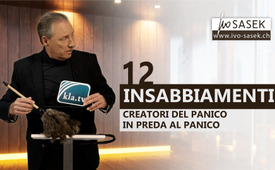 Ivo SASEK
www.ivo-sasek.ch
kla.tv
12
INSABBIAMENTI
CREATORI DEL PANICO
IN PREDA AL PANICO